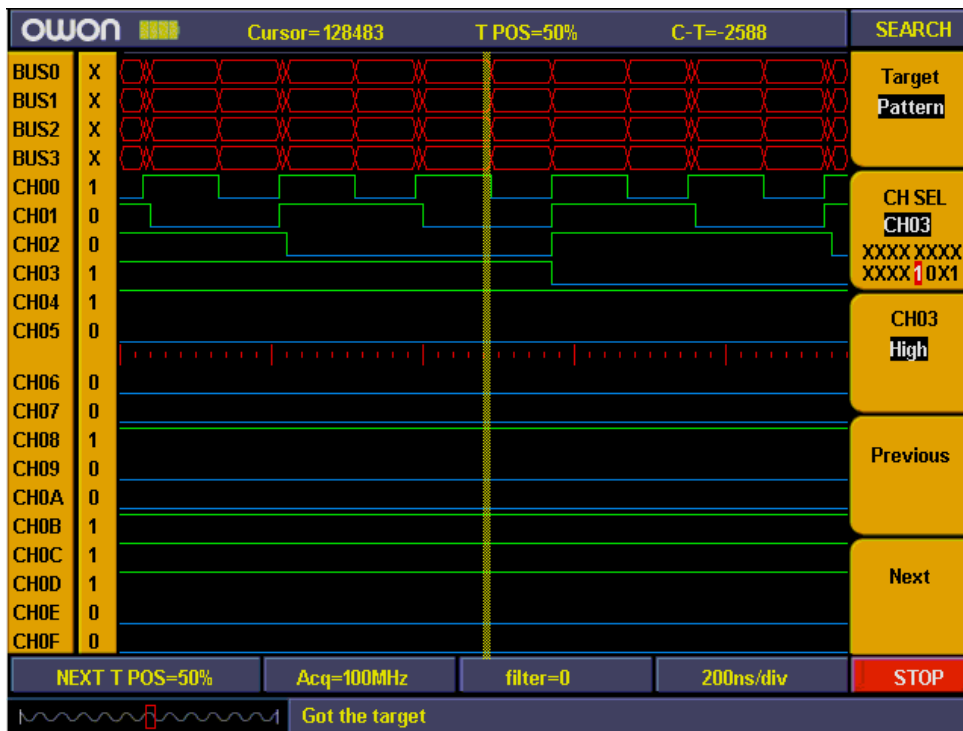 owon Cursor=128483 T POS=50% C-T=-2588 SEARCH
BUS0 X
BUS1 X
BUS2 X
BUS3 X
CH00 1
CH01 0
CH02 0
CH03 1
CH04 1
CH05 0
CH06 0
CH07 0
CH08 1
CH09 0
CH0A 0
CH0B 1
CH0C 1
CH0D 1
CH0E 0
CH0F 0
Target
Pattern
CH SEL
CH03
XXXX XXXX
XXXX 1 0X1
CH03
High
Previous
Next
NEXT T POS=50% Acq=100MHz filter=0 200ns/div STOP
Got the target